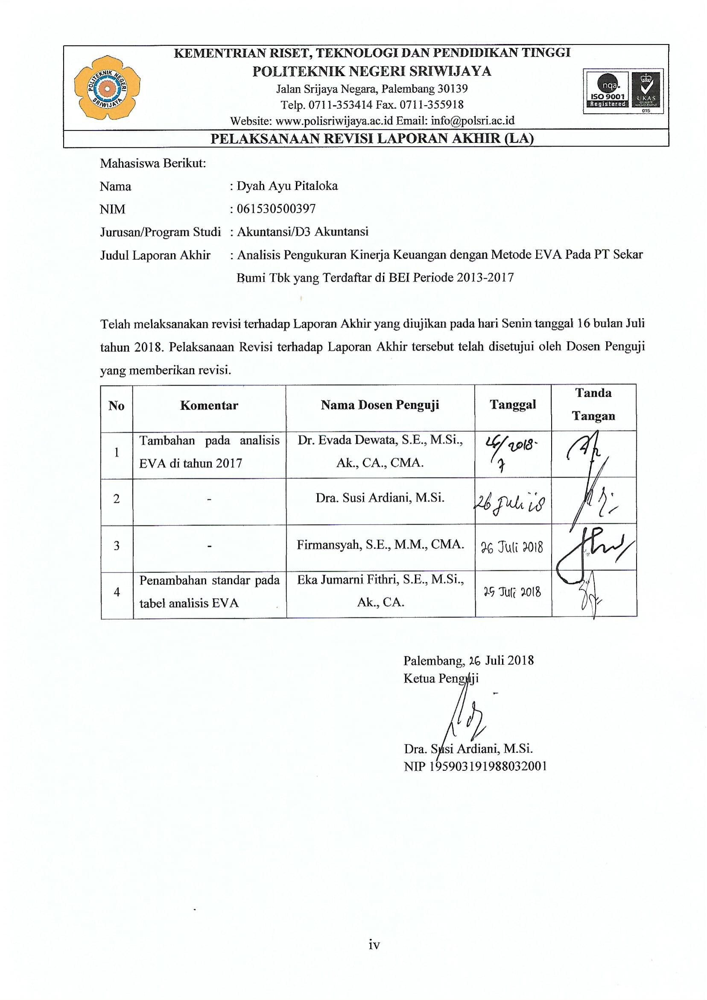 KEMENTRIAN RISET, TEKNOLOGI DAN PENDIDIKAN TINGGI
POLITEKNIK NEGERI SRIWIJAYA
Jalan Srijaya Negara, Palembang 30139
Telp. 0711-353414 Fax. 0711-355918
Website: www.polisriwijaya.ac.id Email: info@polsri.ac.id
POLITEKNIK NEGERI
SRIWIJAYA
nqa.
ISO 9001
Registered
UKAS
QUALITY
MANAGEMENT
015
PELAKSANAAN REVISI LAPORAN AKHIR (LA)
Mahasiswa Berikut:
Nama : Dyah Ayu Pitaloka
NIM : 061530500397
Jurusan/Program Studi : Akuntansi/D3 Akuntansi
Judul Laporan Akhir : Analisis Pengukuran Kinerja Keuangan dengan Metode EVA Pada PT Sekar
Bumi Tbk yang Terdaftar di BEI Periode 2013-2017
Telah melaksanakan revisi terhadap Laporan Akhir yang diujikan pada hari Senin tanggal 16 bulan Juli
tahun 2018. Pelaksanaan Revisi terhadap Laporan Akhir tersebut telah disetujui oleh Dosen Penguji
yang memberikan revisi.
No Komentar Nama Dosen Penguji Tanggal Tanda
Tangan
1 Tambahan pada analisis Dr. Evada Dewata, S.E., M.Si., 2018
EVA di tahun 2017 Ak., CA., CMA. 7
2 - Dra. Susi Ardiani, M.Si. 26 Juli 18
3 - Firmansyah, S.E., M.M., CMA. 26 Juli 2018
4 Penambahan standar pada Eka Jumarni Fithri, S.E., M.Si., 25 Juli 2018
tabel analisis EVA Ak., CA.
Palembang, 26 Juli 2018
Ketua Penguji
Dra. Susi Ardiani, M.Si.
NIP 195903191988032001
iv